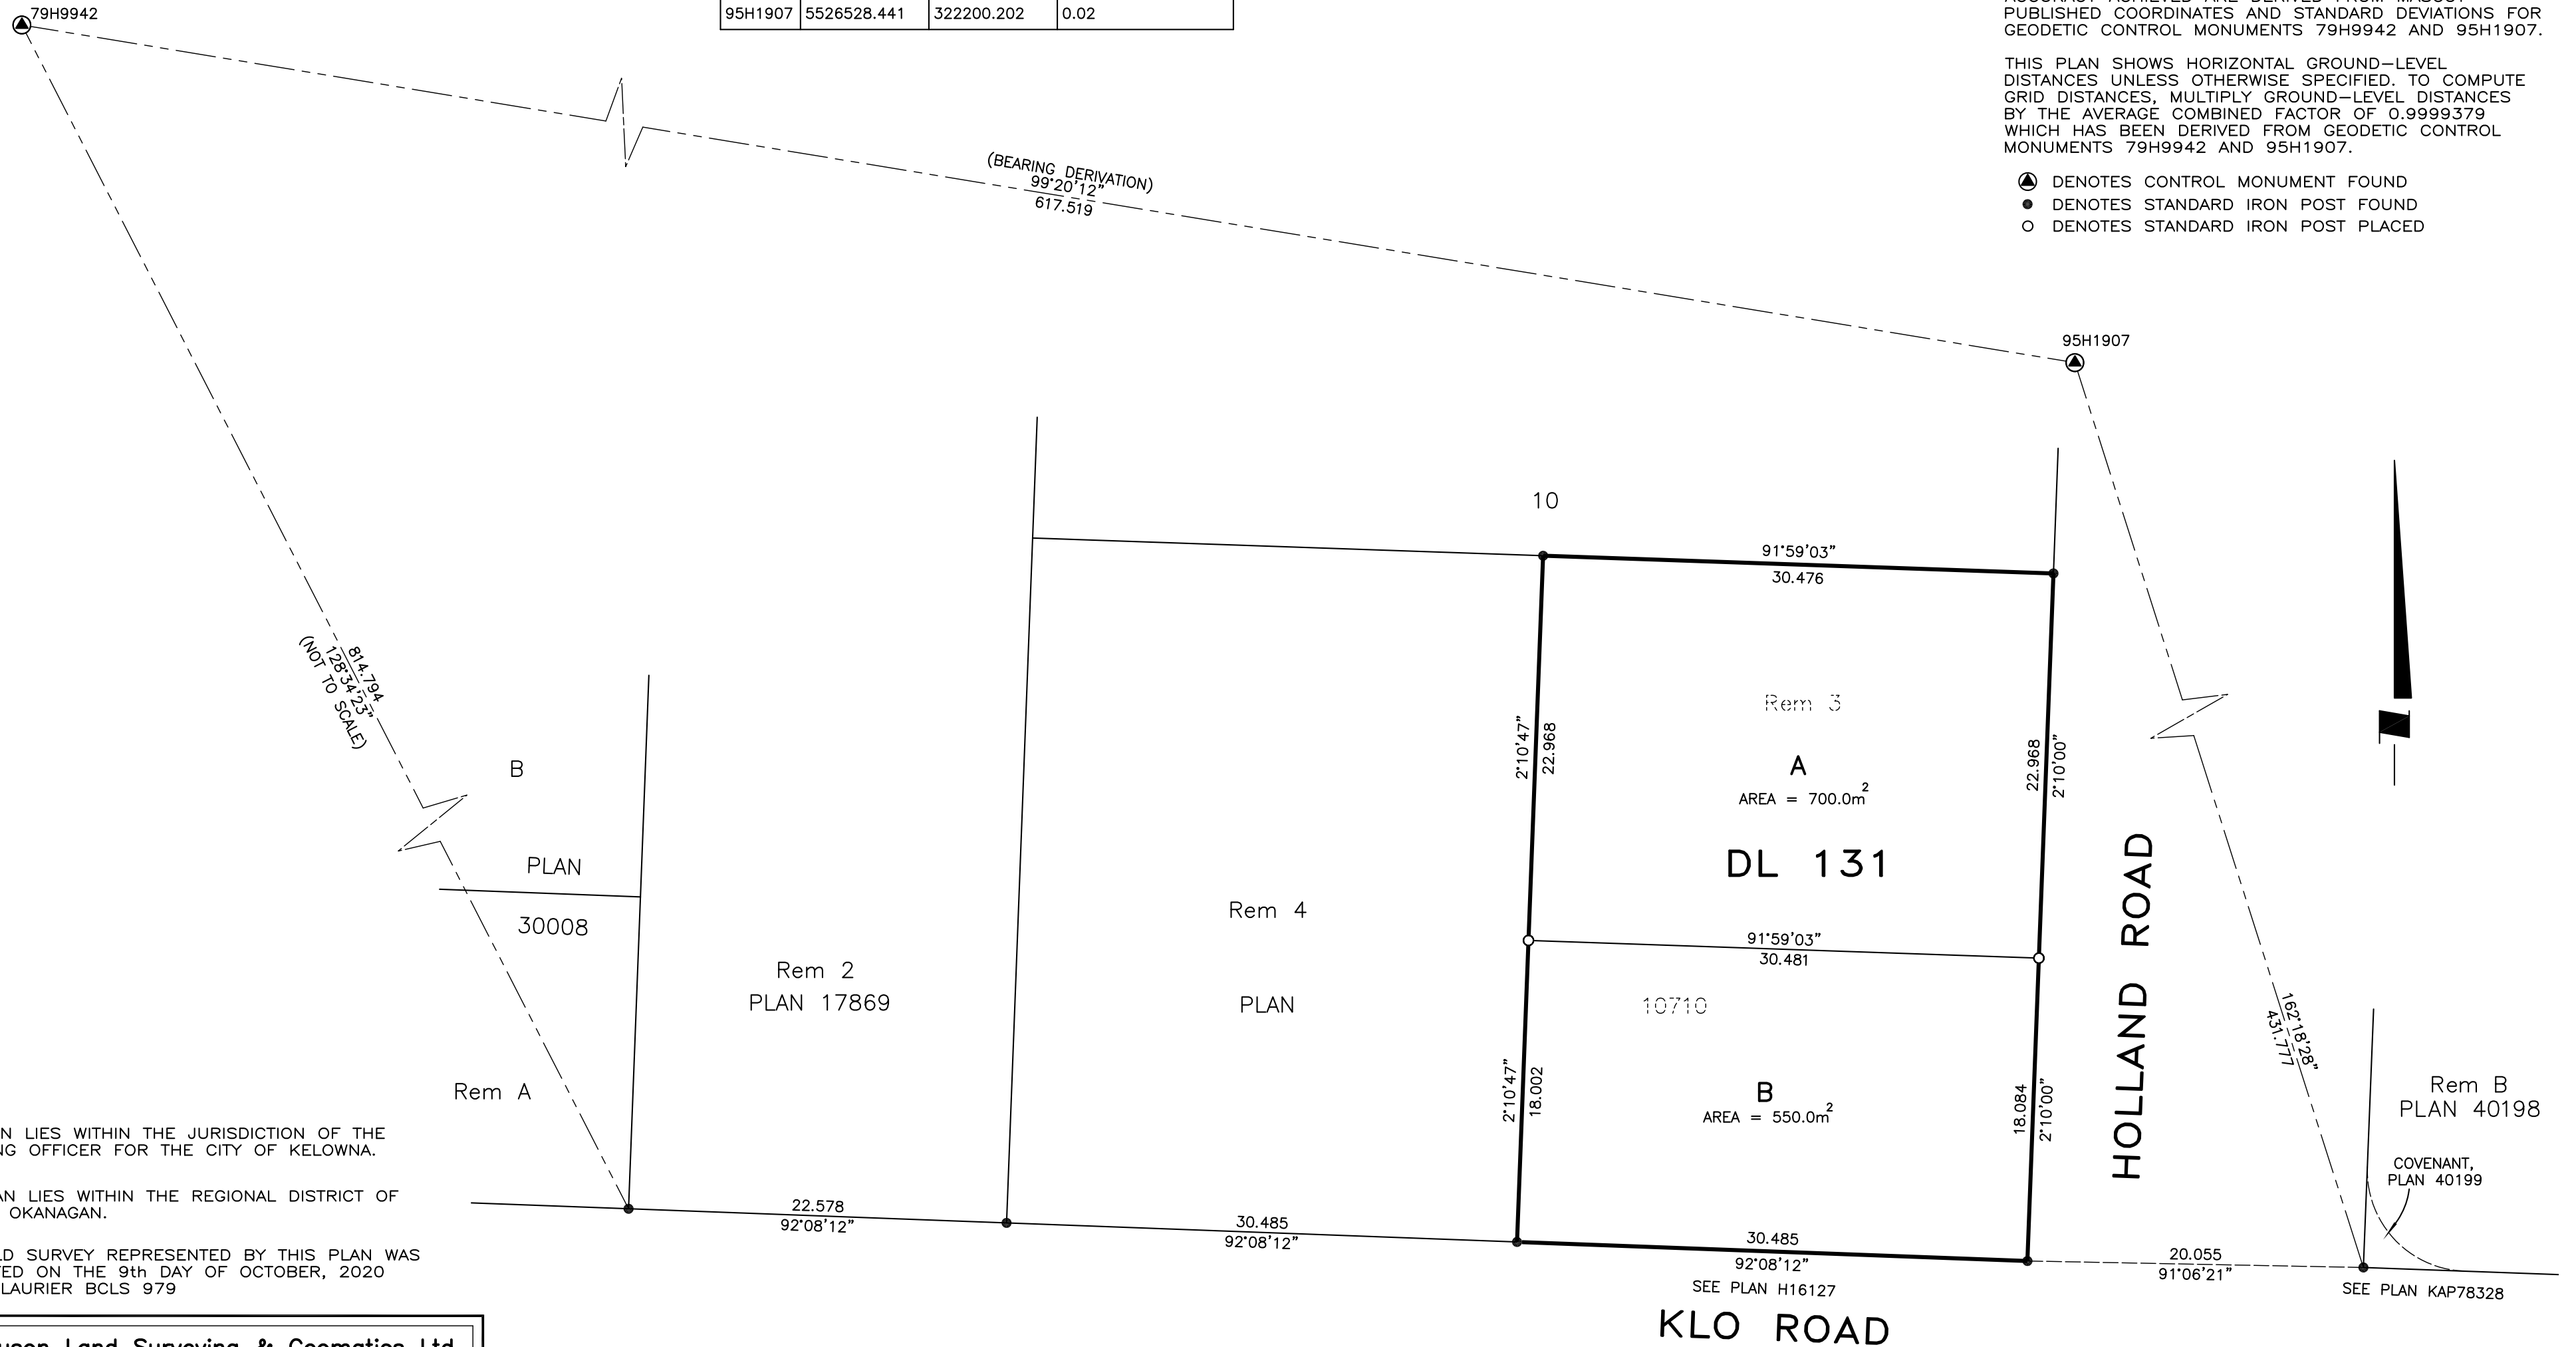 79H9942
95H1907 5526528.441 322200.202 0.02
PUBLISHED COORDINATES AND STANDARD DEVIATIONS FOR
GEODETIC CONTROL MONUMENTS 79H9942 AND 95H1907.
THIS PLAN SHOWS HORIZONTAL GROUND-LEVEL
DISTANCES UNLESS OTHERWISE SPECIFIED. TO COMPUTE
GRID DISTANCES, MULTIPLY GROUND-LEVEL DISTANCES
BY THE AVERAGE COMBINED FACTOR OF 0.9999379
WHICH HAS BEEN DERIVED FROM GEODETIC CONTROL
MONUMENTS 79H9942 AND 95H1907.
DENOTES CONTROL MONUMENT FOUND
DENOTES STANDARD IRON POST FOUND
DENOTES STANDARD IRON POST PLACED
(BEARING DERIVATION)
99°20'12"
617.519
95H1907
10
91°59'03"
30.476
814.794
128°34'23"
(NOT TO SCALE)
Rem 3
2°10'47"
22.968
22.968
2°10'00"
A
AREA = 700.0m²
DL 131
B
PLAN
30008
Rem 4
PLAN
Rem 2
PLAN 17869
91°59'03"
30.481
10710
HOLLAND ROAD
162°18'28"
431.777
Rem A
2°10'47"
18.002
B
AREA = 550.0m²
18.084
2°10'00"
Rem B
PLAN 40198
COVENANT,
PLAN 40199
N LIES WITHIN THE JURISDICTION OF THE
NG OFFICER FOR THE CITY OF KELOWNA.
AN LIES WITHIN THE REGIONAL DISTRICT OF
OKANAGAN.
LD SURVEY REPRESENTED BY THIS PLAN WAS
TED ON THE 9th DAY OF OCTOBER, 2020
LAURIER BCLS 979
22.578
92°08'12"
30.485
92°08'12"
30.485
92°08'12"
SEE PLAN H16127
20.055
91°06'21"
SEE PLAN KAP78328
KLO ROAD
Land Surveying & Geomatics Ltd